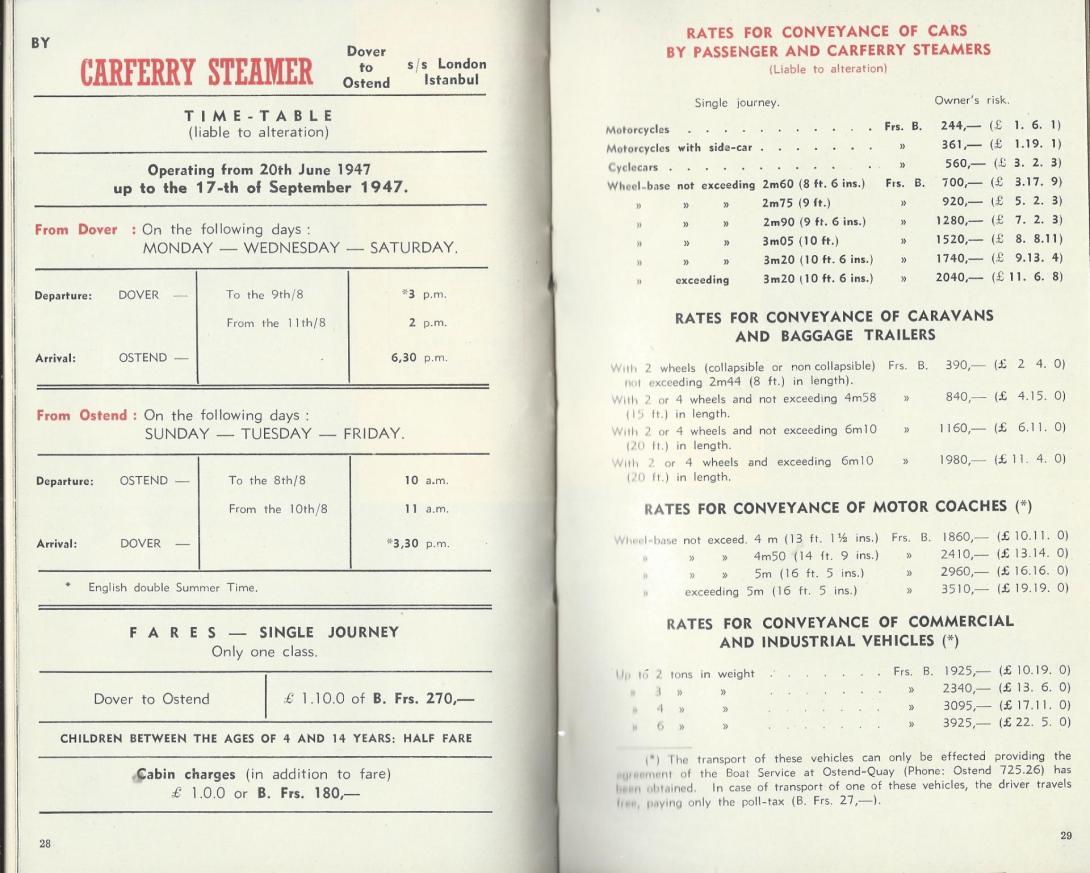 BY
CARFERRY STEAMER
Dover
to
Ostend
s/s London
Istanbul
TIME-TABLE
(liable to alteration)
Operating from 20th June 1947
up to the 17-th of September 1947.
From Dover : On the following days :
MONDAY — WEDNESDAY — SATURDAY.
Departure: DOVER — To the 9th/8 *3 p.m.
From the 11th/8 2 p.m.
Arrival: OSTEND — 6,30 p.m.
From Ostend : On the following days :
SUNDAY — TUESDAY — FRIDAY.
Departure: OSTEND — To the 8th/8 10 a.m.
From the 10th/8 11 a.m.
Arrival: DOVER — *3,30 p.m.
* English double Summer Time.
FARES — SINGLE JOURNEY
Only one class.
Dover to Ostend £ 1.10.0 of B. Frs. 270,—
CHILDREN BETWEEN THE AGES OF 4 AND 14 YEARS: HALF FARE
Cabin charges (in addition to fare)
£ 1.0.0 or B. Frs. 180,—
28
RATES FOR CONVEYANCE OF CARS
BY PASSENGER AND CARFERRY STEAMERS
(Liable to alteration)
Single journey. Owner's risk.
Motorcycles . . . . . . . . . . . Frs. B. 244,— (£ 1. 6. 1)
Motorcycles with side-car . . . . . . . » 361,— (£ 1.19. 1)
Cyclecars . . . . . . . . . . . . » 560,— (£ 3. 2. 3)
Wheel-base not exceeding 2m60 (8 ft. 6 ins.) Frs. B. 700,— (£ 3.17. 9)
» » » 2m75 (9 ft.) » 920,— (£ 5. 2. 3)
» » » 2m90 (9 ft. 6 ins.) » 1280,— (£ 7. 2. 3)
» » » 3m05 (10 ft.) » 1520,— (£ 8. 8.11)
» » » 3m20 (10 ft. 6 ins.) » 1740,— (£ 9.13. 4)
» exceeding 3m20 (10 ft. 6 ins.) » 2040,— (£ 11. 6. 8)
RATES FOR CONVEYANCE OF CARAVANS
AND BAGGAGE TRAILERS
With 2 wheels (collapsible or non collapsible) Frs. B. 390,— (£ 2 4. 0)
not exceeding 2m44 (8 ft.) in length).
With 2 or 4 wheels and not exceeding 4m58 » 840,— (£ 4.15. 0)
(15 ft.) in length.
With 2 or 4 wheels and not exceeding 6m10 » 1160,— (£ 6.11. 0)
(20 ft.) in length.
With 2 or 4 wheels and exceeding 6m10 » 1980,— (£ 11. 4. 0)
(20 ft.) in length.
RATES FOR CONVEYANCE OF MOTOR COACHES (*)
Wheel-base not exceed. 4 m (13 ft. 1½ ins.) Frs. B. 1860,— (£ 10.11. 0)
» » » 4m50 (14 ft. 9 ins.) » 2410,— (£ 13.14. 0)
» » » 5m (16 ft. 5 ins.) » 2960,— (£ 16.16. 0)
» exceeding 5m (16 ft. 5 ins.) » 3510,— (£ 19.19. 0)
RATES FOR CONVEYANCE OF COMMERCIAL
AND INDUSTRIAL VEHICLES (*)
Up to 2 tons in weight . . . . . . . Frs. B. 1925,— (£ 10.19. 0)
» 3 » » . . . . . . . » 2340,— (£ 13. 6. 0)
» 4 » » . . . . . . . » 3095,— (£ 17.11. 0)
» 6 » » . . . . . . . » 3925,— (£ 22. 5. 0)
(*) The transport of these vehicles can only be effected providing the
agreement of the Boat Service at Ostend-Quay (Phone: Ostend 725.26) has
been obtained. In case of transport of one of these vehicles, the driver travels
free, paying only the poll-tax (B. Frs. 27,—).
29